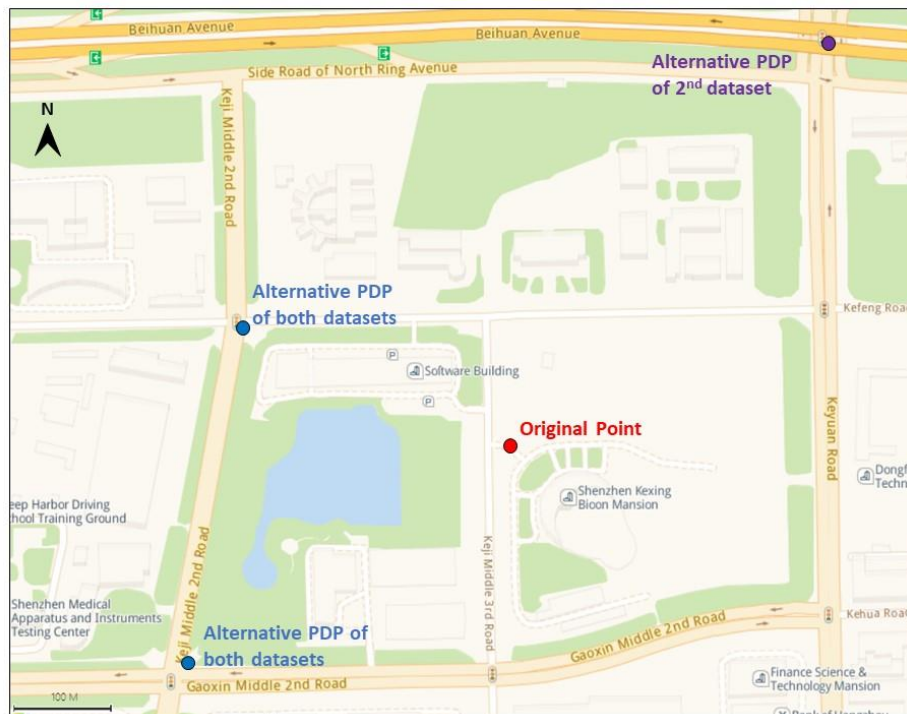 Beihuan Avenue
Beihuan Avenue
Alternative PDP
of 2nd dataset
Side Road of North Ring Avenue
N
Keji Middle 2nd Road
Alternative PDP
of both datasets
Kefeng Road
P
Software Building
P
Original Point
Keyuan Road
Shenzhen Kexing
Bioon Mansion
Dongf
Techn
eep Harbor Driving
chool Training Ground
Keji Middle 2nd Road
Keji Middle 3rd Road
Shenzhen Medical
Apparatus and Instruments
Testing Center
Kehua Road
Alternative PDP of
both datasets
Gaoxin Middle 2nd Road
Gaoxin Middle 2nd Road
Finance Science &
Technology Mansion
100 M